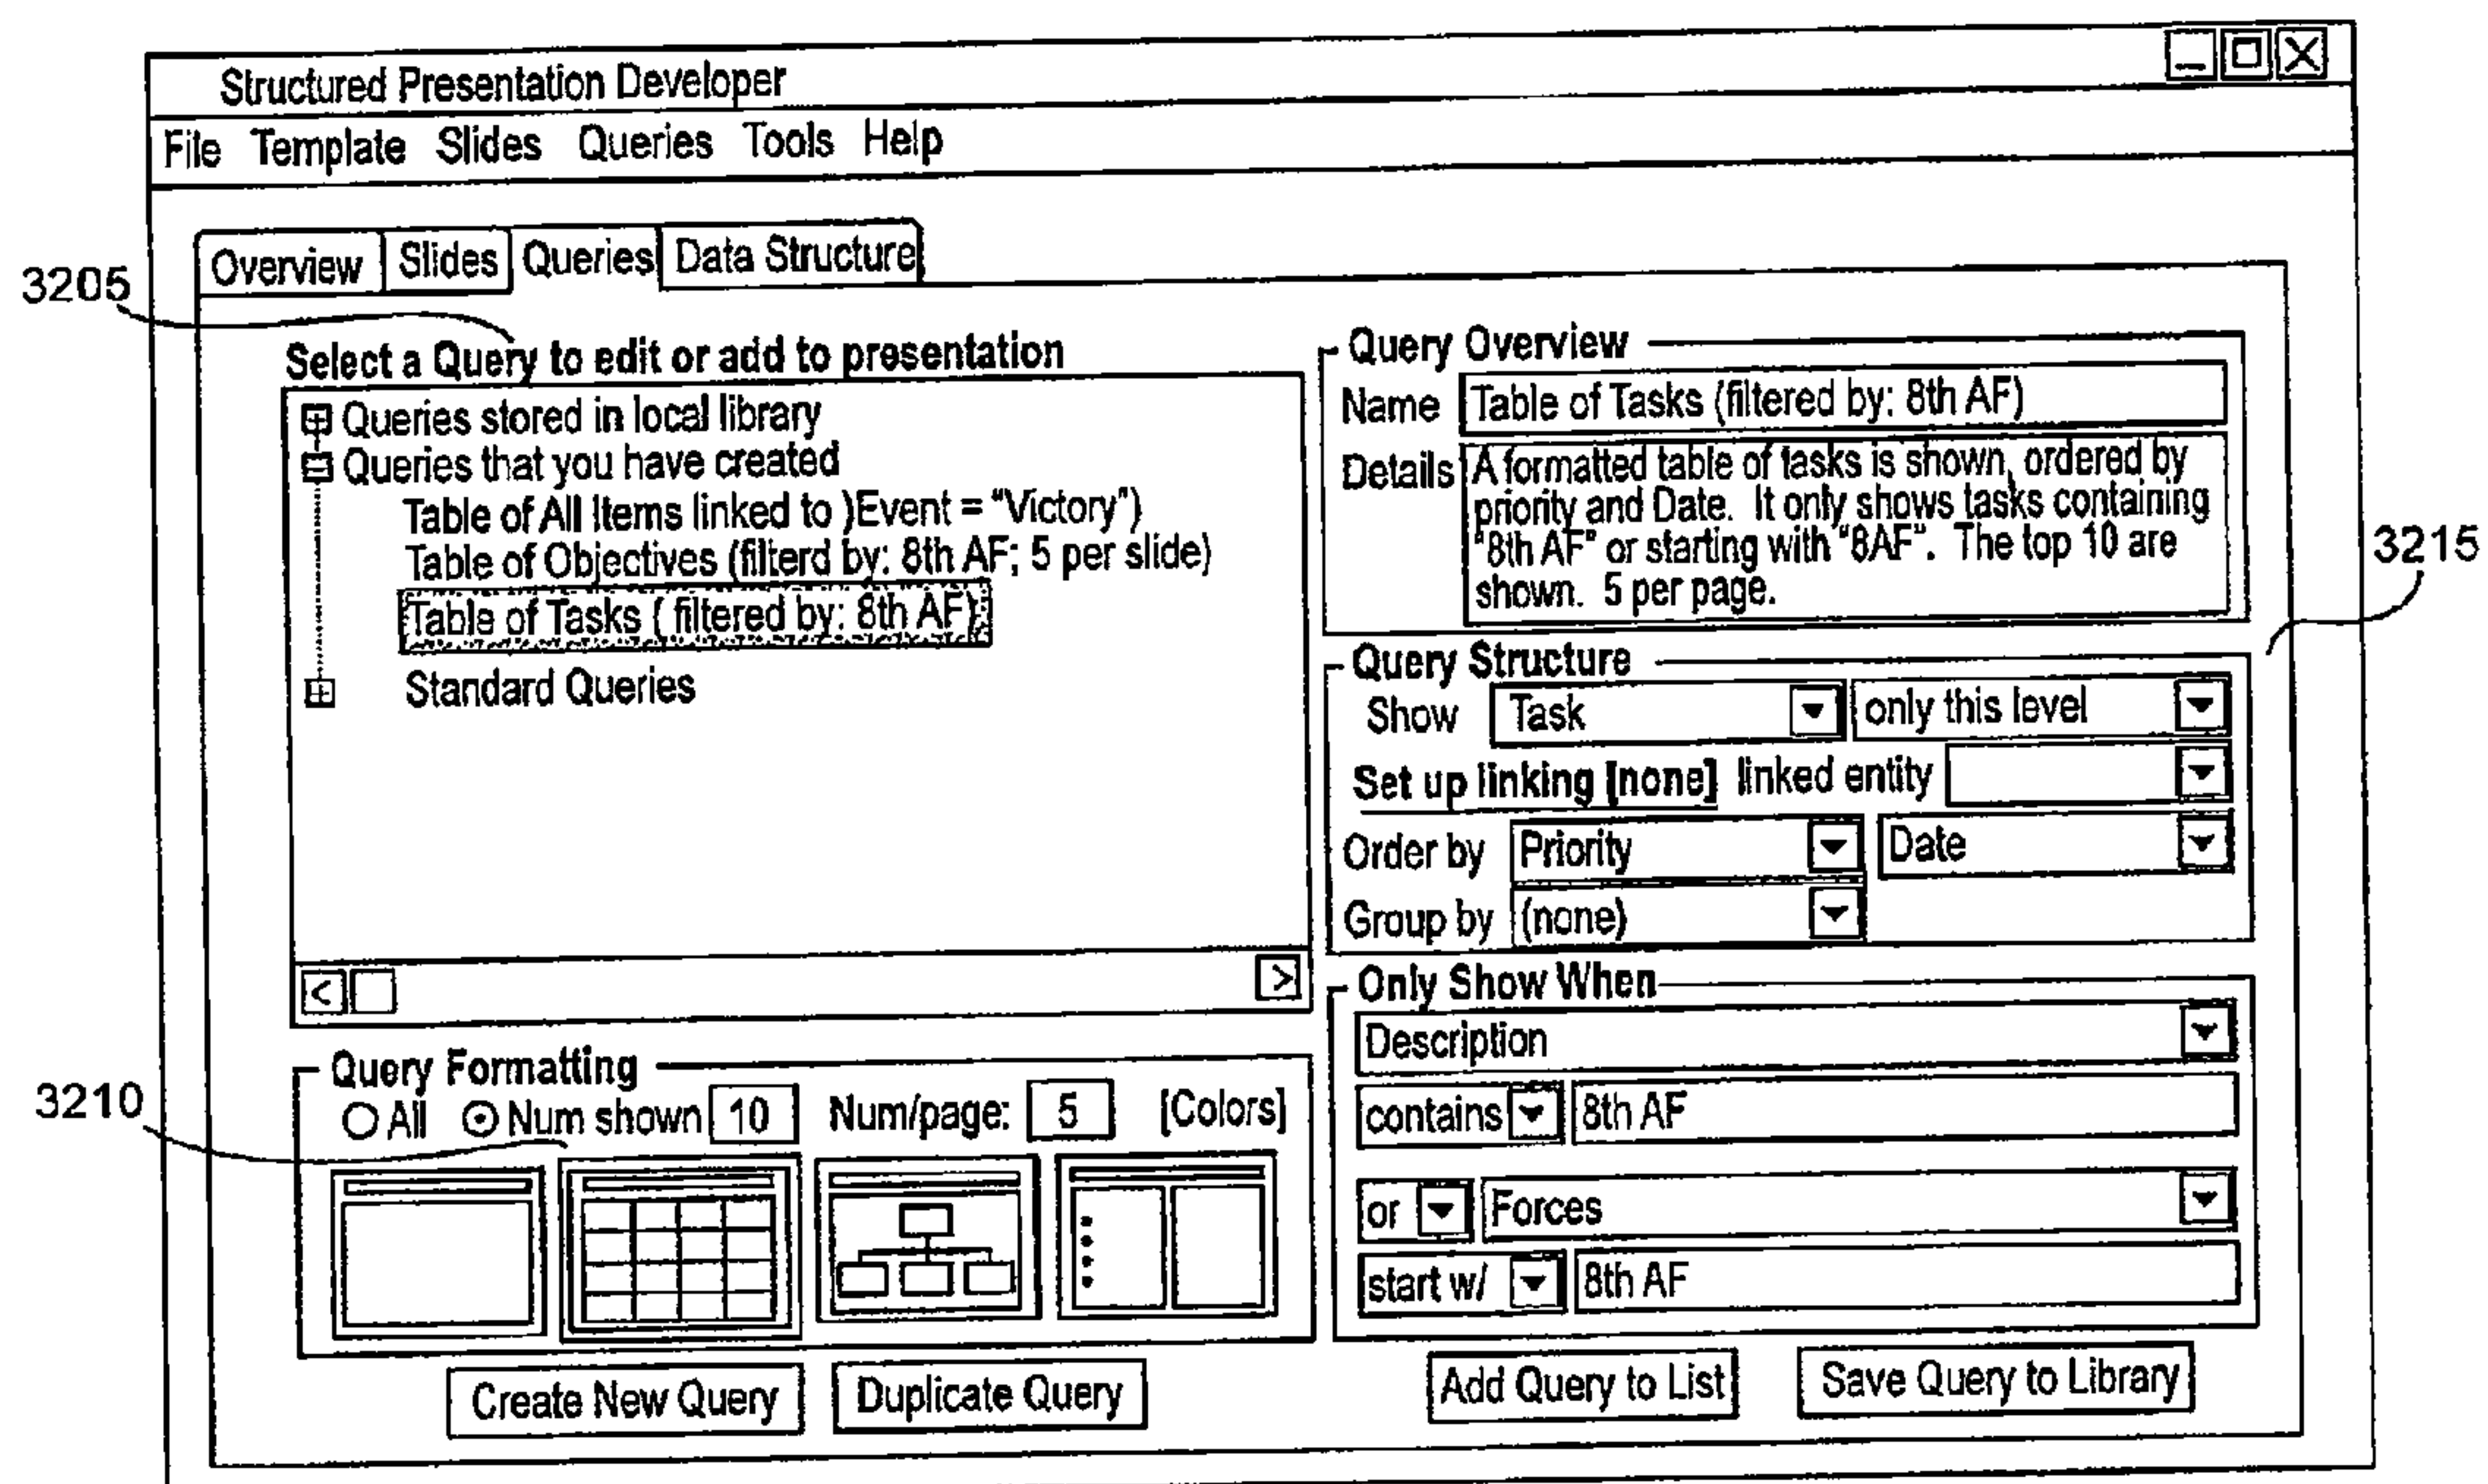 Structured Presentation Developer
File Template Slides Queries Tools Help
Overview Slides Queries Data Structure
3205
Select a Query to edit or add to presentation
Queries stored in local library
Queries that you have created
Table of All Items linked to )Event = “Victory”)
Table of Objectives (filterd by: 8th AF; 5 per slide)
Table of Tasks ( filtered by: 8th AF)
Standard Queries
< >
Query Formatting
3210
All Num shown 10 Num/page: 5 [Colors]
Create New Query Duplicate Query
Query Overview
Name Table of Tasks (filtered by: 8th AF)
Details A formatted table of tasks is shown, ordered by
priority and Date. It only shows tasks containing
“8th AF” or starting with “8AF”. The top 10 are
shown. 5 per page.
3215
Query Structure
Show Task only this level
Set up linking [none] linked entity
Order by Priority Date
Group by (none)
Only Show When
Description
contains 8th AF
or Forces
start w/ 8th AF
Add Query to List Save Query to Library